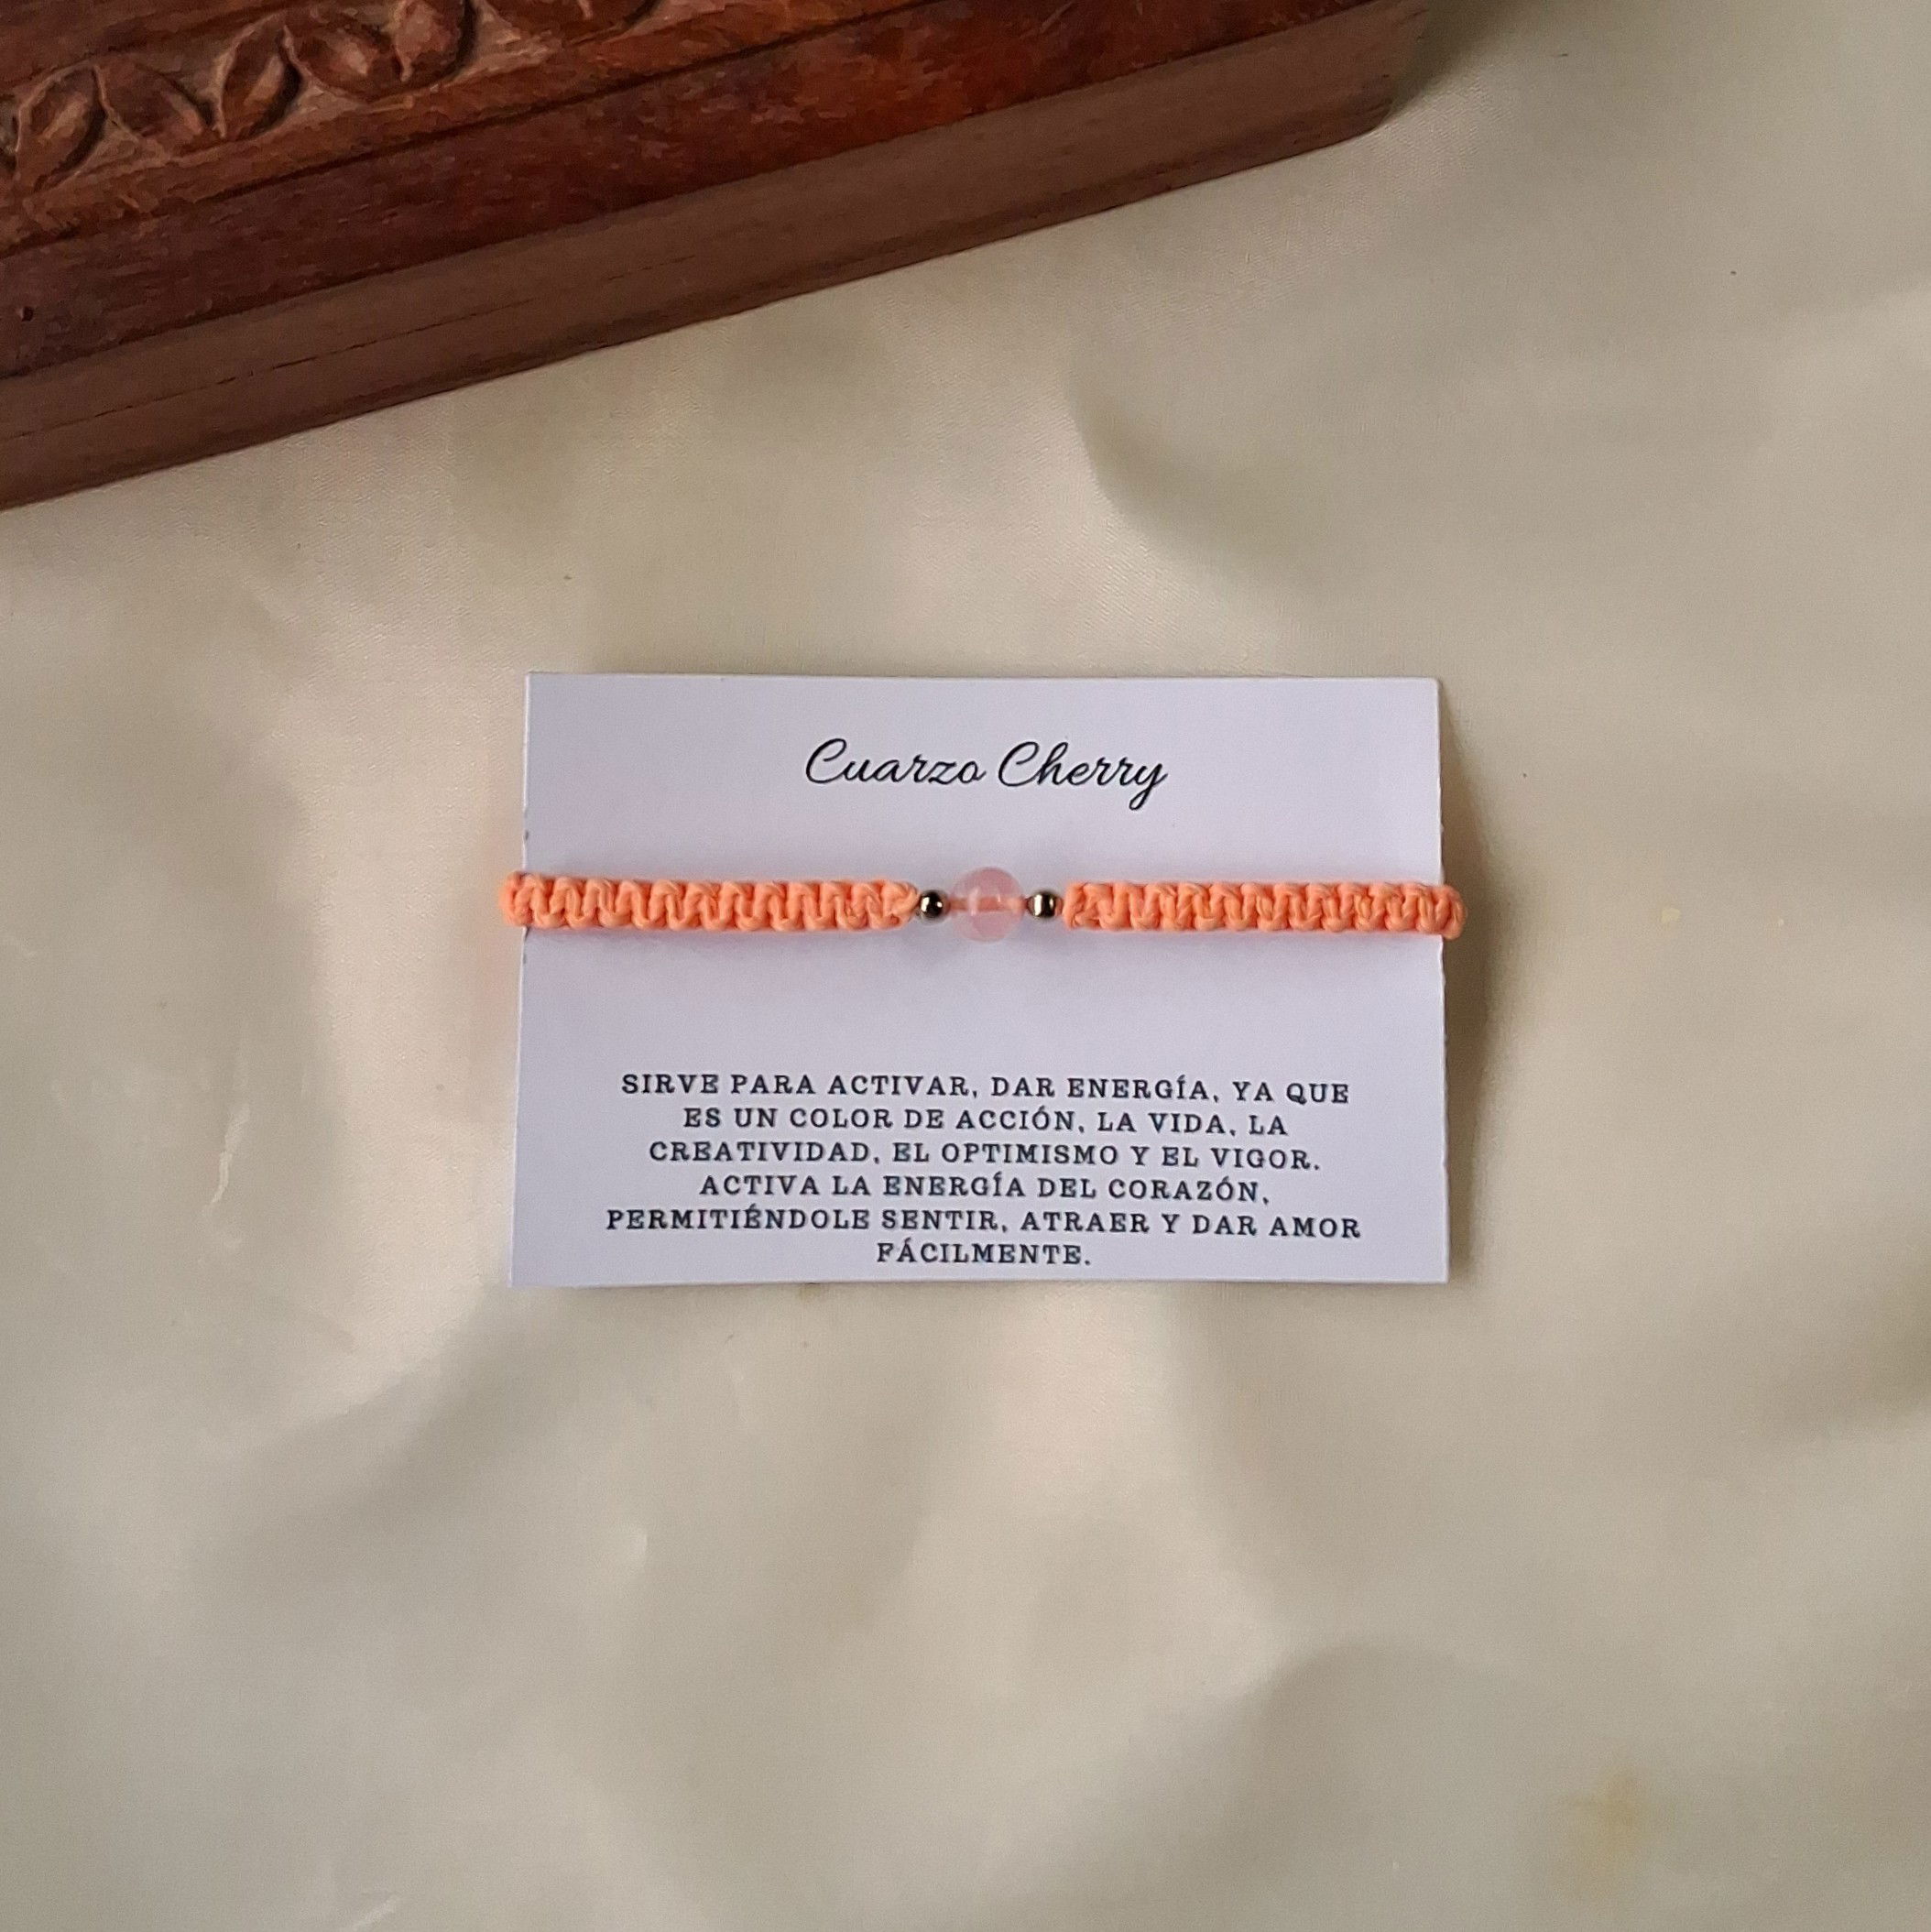 Cuarzo Cherry
SIRVE PARA ACTIVAR, DAR ENERGÍA, YA QUE
ES UN COLOR DE ACCIÓN, LA VIDA, LA
CREATIVIDAD, EL OPTIMISMO Y EL VIGOR.
ACTIVA LA ENERGÍA DEL CORAZÓN,
PERMITIÉNDOLE SENTIR, ATRAER Y DAR AMOR
FÁCILMENTE.